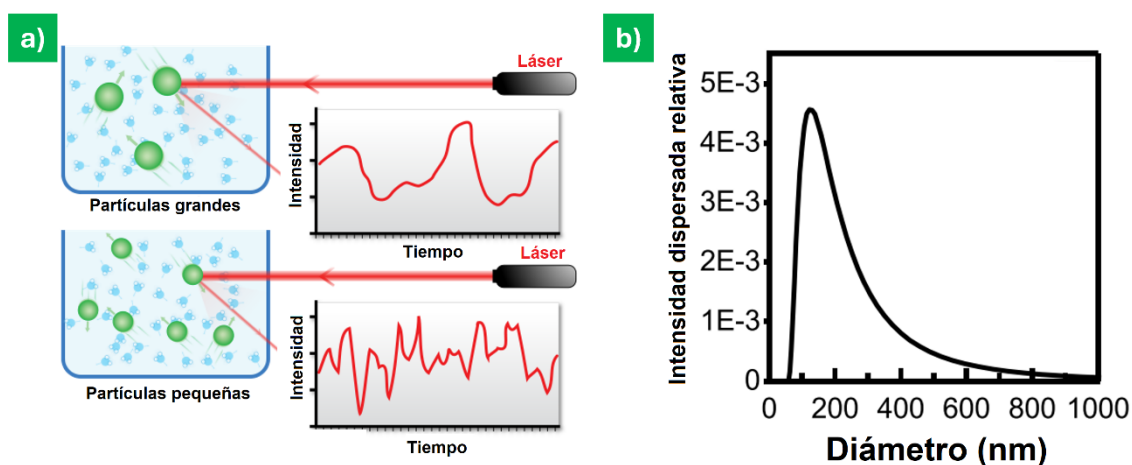 a)
Láser
Intensidad
Partículas grandes
Tiempo
Láser
Intensidad
Partículas pequeñas
Tiempo
b)
Intensidad dispersada relativa
5E-3
4E-3
3E-3
2E-3
1E-3
0
0 200 400 600 800 1000
Diámetro (nm)